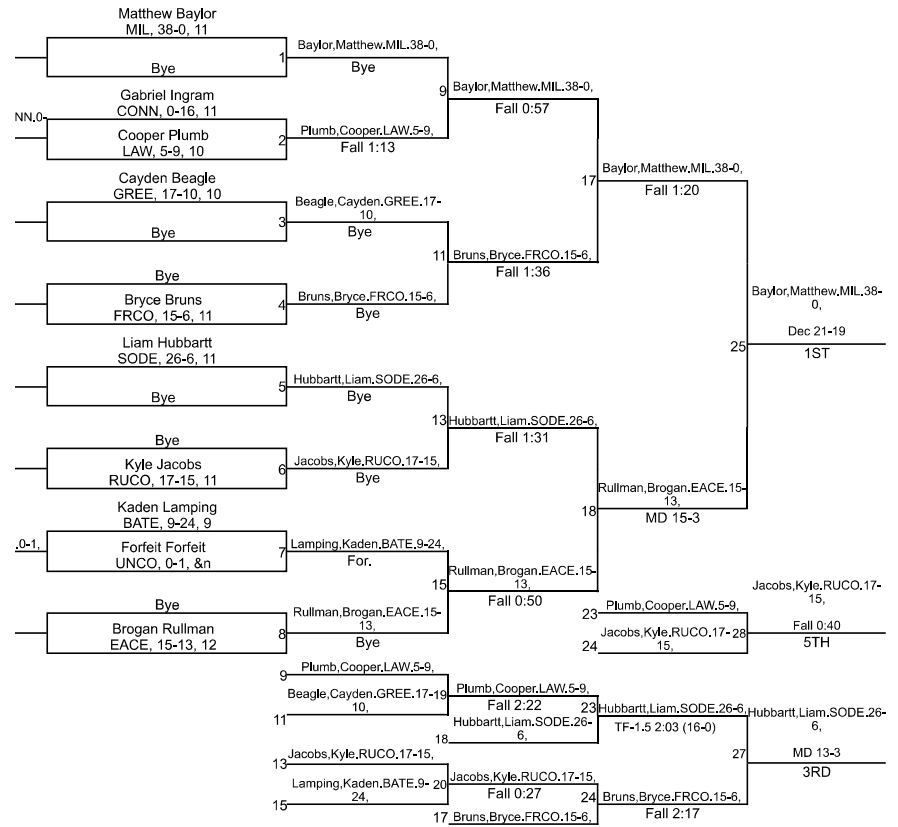 Matthew Baylor
MIL, 38-0, 11
Bye
1
Baylor,Matthew.MIL.38-0,
Bye
Gabriel Ingram
CONN, 0-16, 11
NN.0-
Cooper Plumb
LAW, 5-9, 10
2
Plumb,Cooper.LAW.5-9,
Fall 1:13
9
Baylor,Matthew.MIL.38-0,
Fall 0:57
Cayden Beagle
GREE, 17-10, 10
Bye
3
Beagle,Cayden.GREE.17-
10,
Bye
Bye
Bryce Bruns
FRCO, 15-6, 11
4
Bruns,Bryce.FRCO.15-6,
Bye
11
Bruns,Bryce.FRCO.15-6,
Fall 1:36
17
Baylor,Matthew.MIL.38-0,
Fall 1:20
Liam Hubbartt
SODE, 26-6, 11
Bye
5
Hubbartt,Liam.SODE.26-6,
Bye
Bye
Kyle Jacobs
RUCO, 17-15, 11
6
Jacobs,Kyle.RUCO.17-15,
Bye
13
Hubbartt,Liam.SODE.26-6,
Fall 1:31
Kaden Lamping
BATE, 9-24, 9
.0-1,
Forfeit Forfeit
UNCO, 0-1, &n
7
Lamping,Kaden.BATE.9-24,
For.
Bye
Brogan Rullman
EACE, 15-13, 12
8
Rullman,Brogan.EACE.15-
13,
Bye
15
Rullman,Brogan.EACE.15-
13,
Fall 0:50
18
Rullman,Brogan.EACE.15-
13,
MD 15-3
25
Baylor,Matthew.MIL.38-
0,
Dec 21-19
1ST
23
Plumb,Cooper.LAW.5-9,
24
Jacobs,Kyle.RUCO.17-
15,
28
Jacobs,Kyle.RUCO.17-
15,
Fall 0:40
5TH
9
Plumb,Cooper.LAW.5-9,
11
Beagle,Cayden.GREE.17-
10,
19
Plumb,Cooper.LAW.5-9,
Fall 2:22
18
Hubbartt,Liam.SODE.26-
6,
23
Hubbartt,Liam.SODE.26-6,
TF-1.5 2:03 (16-0)
13
Jacobs,Kyle.RUCO.17-15,
15
Lamping,Kaden.BATE.9-
24,
20
Jacobs,Kyle.RUCO.17-15,
Fall 0:27
17
Bruns,Bryce.FRCO.15-6,
24
Bruns,Bryce.FRCO.15-6,
Fall 2:17
27
Hubbartt,Liam.SODE.26-
6,
MD 13-3
3RD